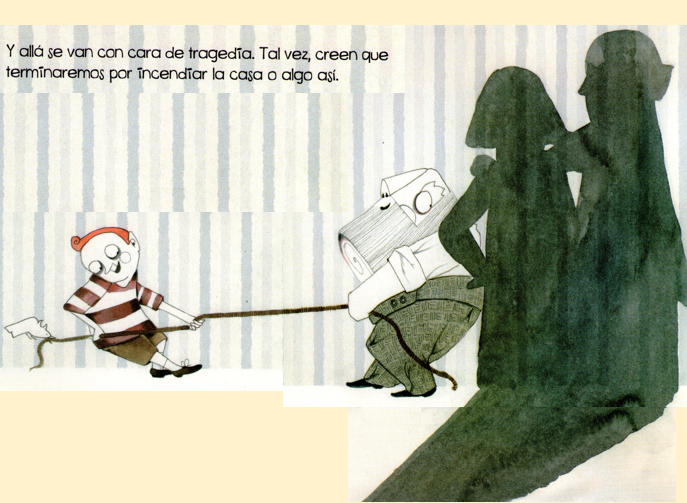 Y allá se van con cara de tragedia. Tal vez, creen que
terminaremos por incendiar la casa o algo así.